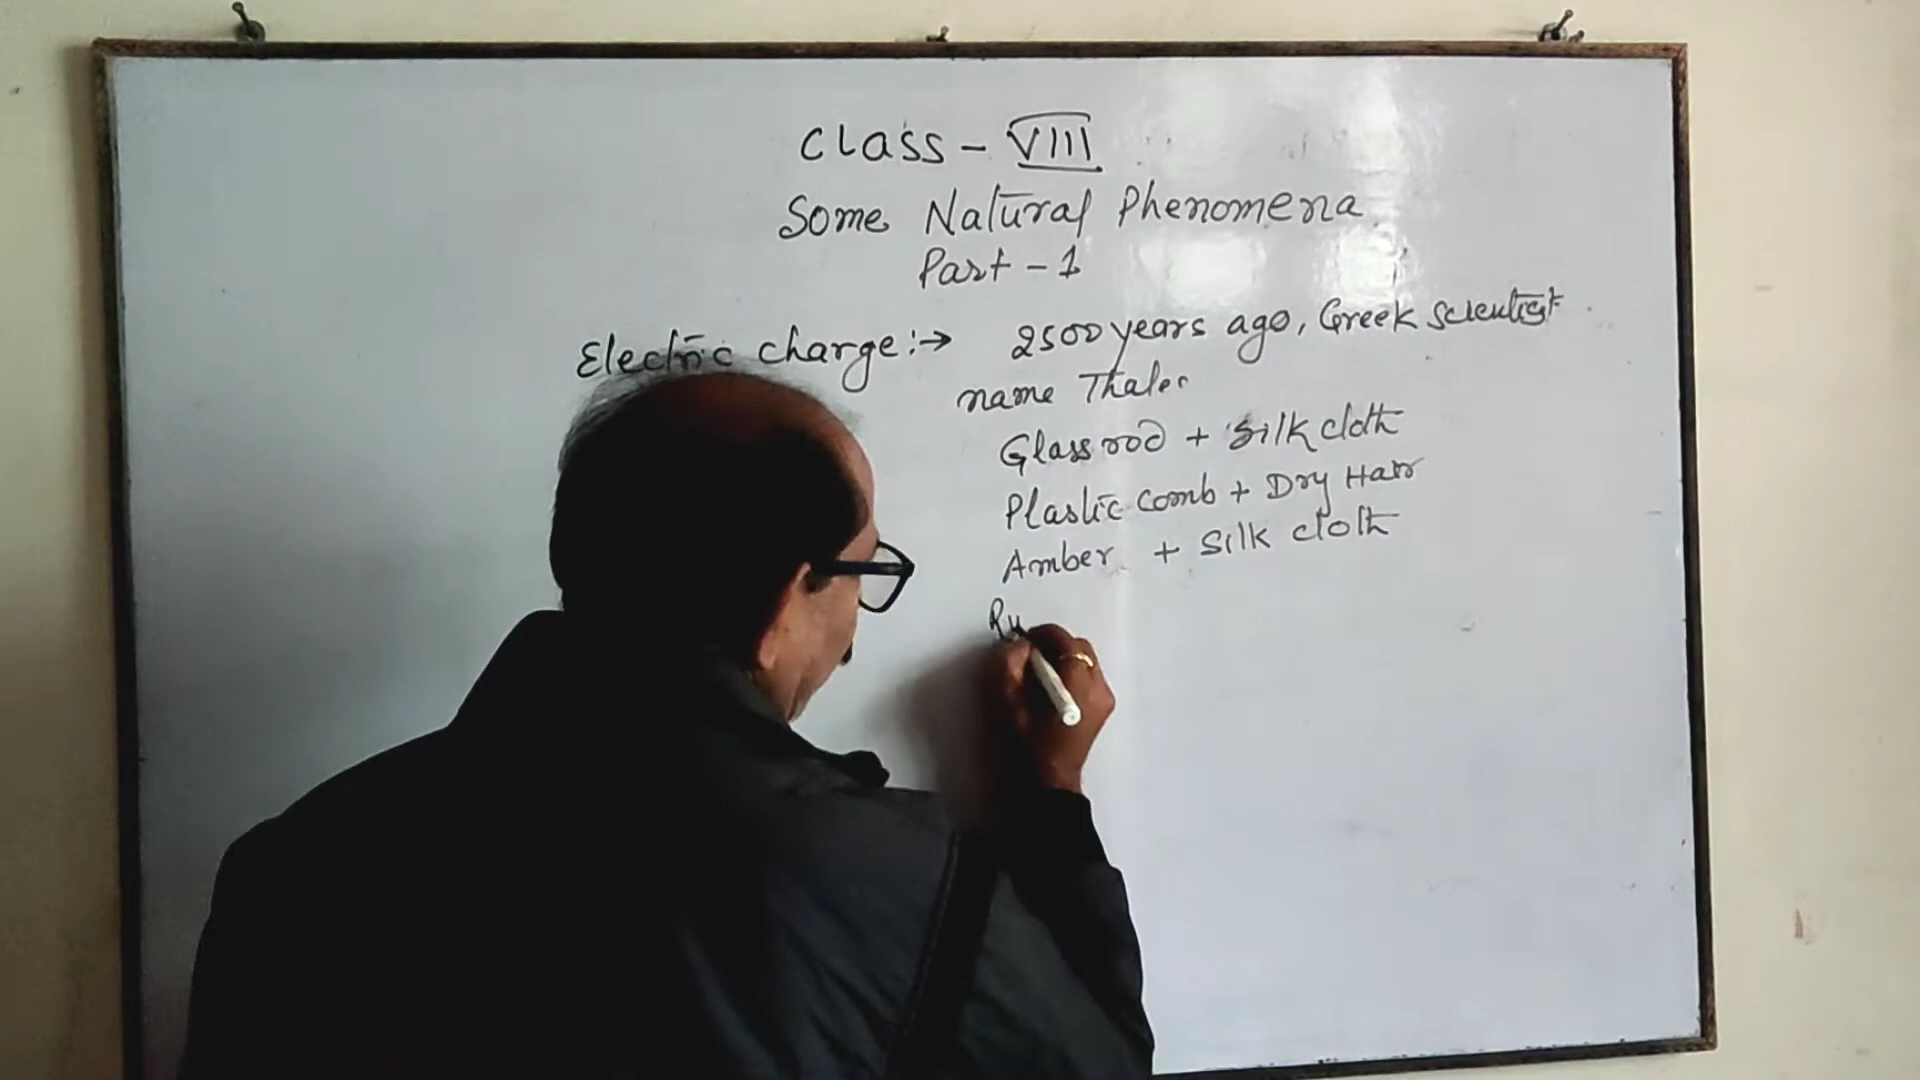 Class - VIII
Some Natural Phenomena
Part - 1
Electric charge :→ 2500 years ago, Greek scientist
name Thales
Glass rod + Silk cloth
Plastic comb + Dry Hair
Amber + Silk cloth
Ru